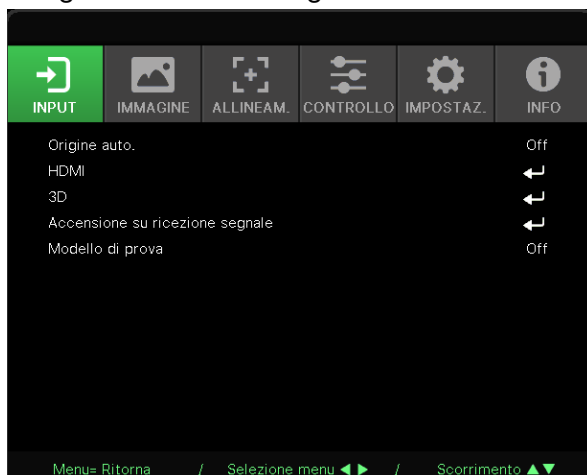 INPUT IMMAGINE ALLINEAM. CONTROLLO IMPOSTAZ. INFO
Origine auto. Off
HDMI
3D
Accensione su ricezione segnale
Modello di prova Off
Menu= Ritorna / Selezione menu ◀ ▶ / Scorrimento ▲▼